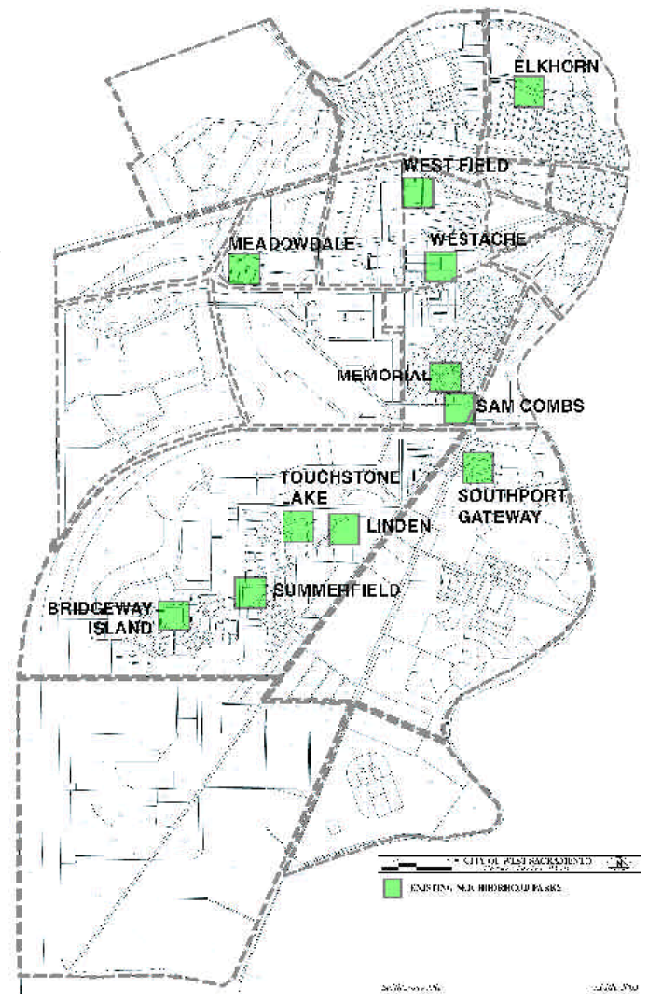 ELKHORN
WEST FIELD
MEADOWDALE
WESTACRE
MEMORIAL
SAM COMBS
TOUCHSTONE
LAKE
SOUTHPORT
GATEWAY
LINDEN
SUMMERFIELD
BRIDGEWAY
ISLAND
CITY OF WEST SACRAMENTO
EXISTING NEIGHBORHOOD PARKS